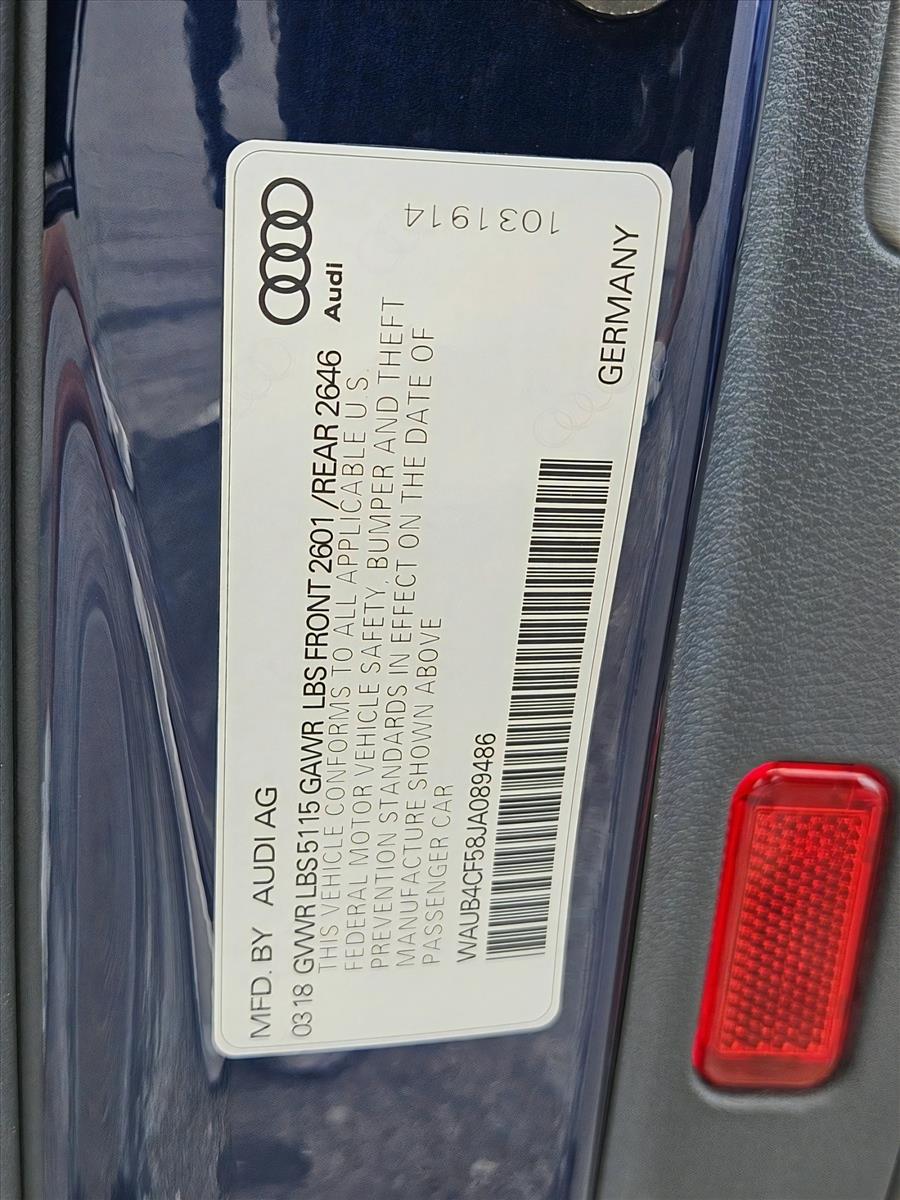 MFD. BY AUDI AG
03 18 GVWR LBS 5115 GAWR LBS FRONT 2601 /REAR 2646
THIS VEHICLE CONFORMS TO ALL APPLICABLE U.S.
FEDERAL MOTOR VEHICLE SAFETY, BUMPER AND THEFT
PREVENTION STANDARDS IN EFFECT ON THE DATE OF
MANUFACTURE SHOWN ABOVE
PASSENGER CAR
WAUB4CF58JA089486
Audi
1031914
GERMANY